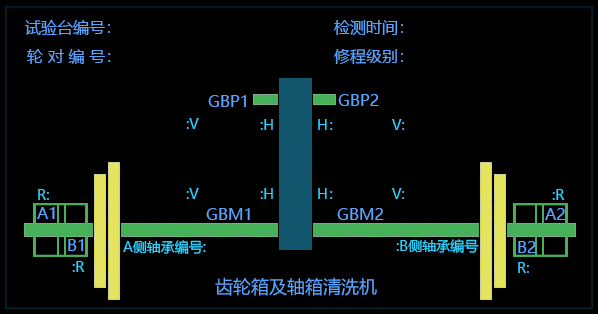 试验台编号: 检测时间:
轮 对 编 号: 修程级别:
GBP1 GBP2
:V :H H: V:
:V :H H: V:
R: :R
A1 GBM1 GBM2 A2
B1 A侧轴承编号: :B侧轴承编号 B2
:R R:
齿轮箱及轴箱清洗机